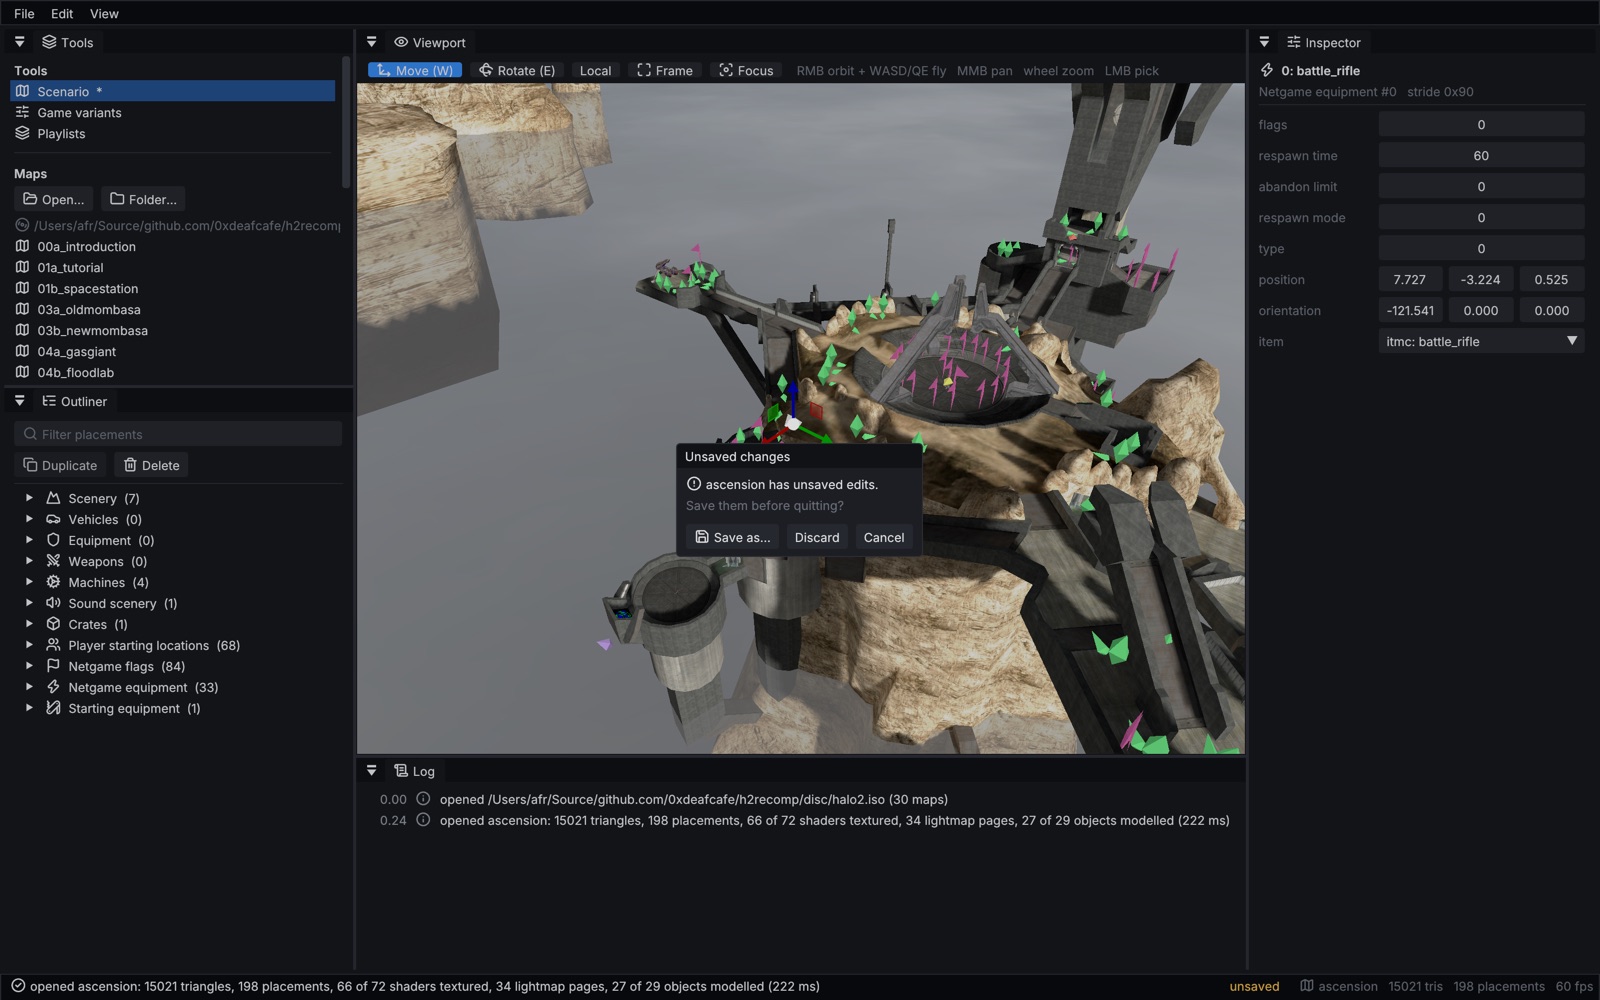 File Edit View
Tools
Tools
Scenario *
Game variants
Playlists
Maps
Open... Folder...
/Users/afr/Source/github.com/0xdeafcafe/h2recomp
00a_introduction
01a_tutorial
01b_spacestation
03a_oldmombasa
03b_newmombasa
04a_gasgiant
04b_floodlab
Outliner
Filter placements
Duplicate Delete
Scenery (7)
Vehicles (0)
Equipment (0)
Weapons (0)
Machines (4)
Sound scenery (1)
Crates (1)
Player starting locations (68)
Netgame flags (84)
Netgame equipment (33)
Starting equipment (1)
Viewport
Move (W) Rotate (E) Local Frame Focus RMB orbit + WASD/QE fly MMB pan wheel zoom LMB pick
Unsaved changes
ascension has unsaved edits.
Save them before quitting?
Save as... Discard Cancel
Log
0.00 opened /Users/afr/Source/github.com/0xdeafcafe/h2recomp/disc/halo2.iso (30 maps)
0.24 opened ascension: 15021 triangles, 198 placements, 66 of 72 shaders textured, 34 lightmap pages, 27 of 29 objects modelled (222 ms)
Inspector
0: battle_rifle
Netgame equipment #0 stride 0x90
flags 0
respawn time 60
abandon limit 0
respawn mode 0
type 0
position 7.727 -3.224 0.525
orientation -121.541 0.000 0.000
item itmc: battle_rifle
opened ascension: 15021 triangles, 198 placements, 66 of 72 shaders textured, 34 lightmap pages, 27 of 29 objects modelled (222 ms)
unsaved ascension 15021 tris 198 placements 60 fps